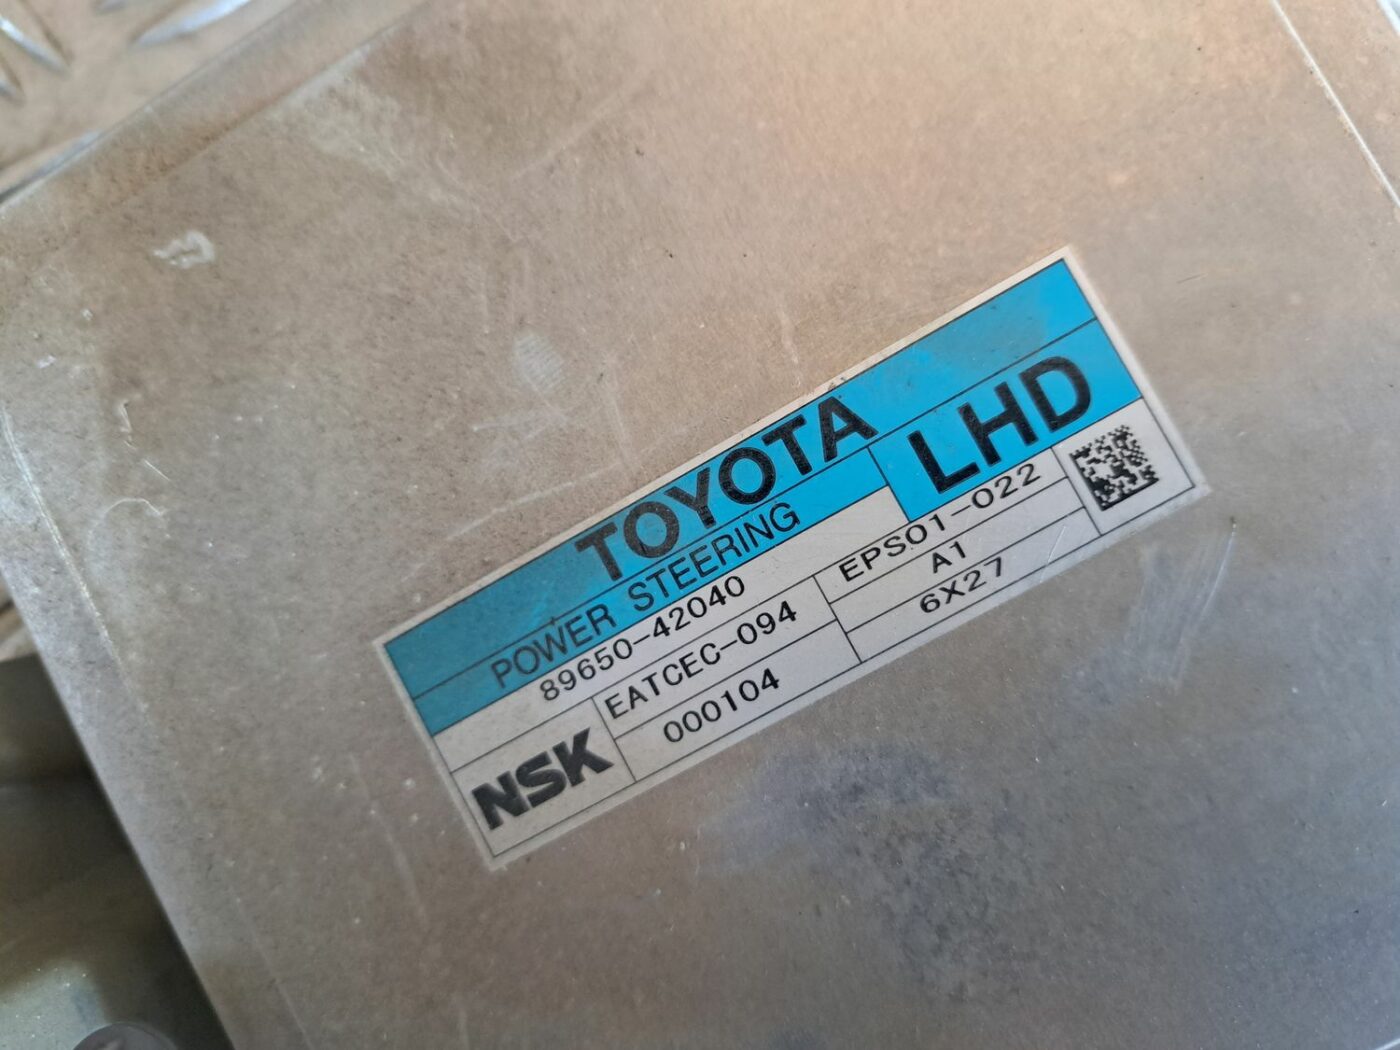 TOYOTA
POWER STEERING
LHD
89650-42040
EPS01-022
NSK
EATCEC-094
A1
000104
6X27